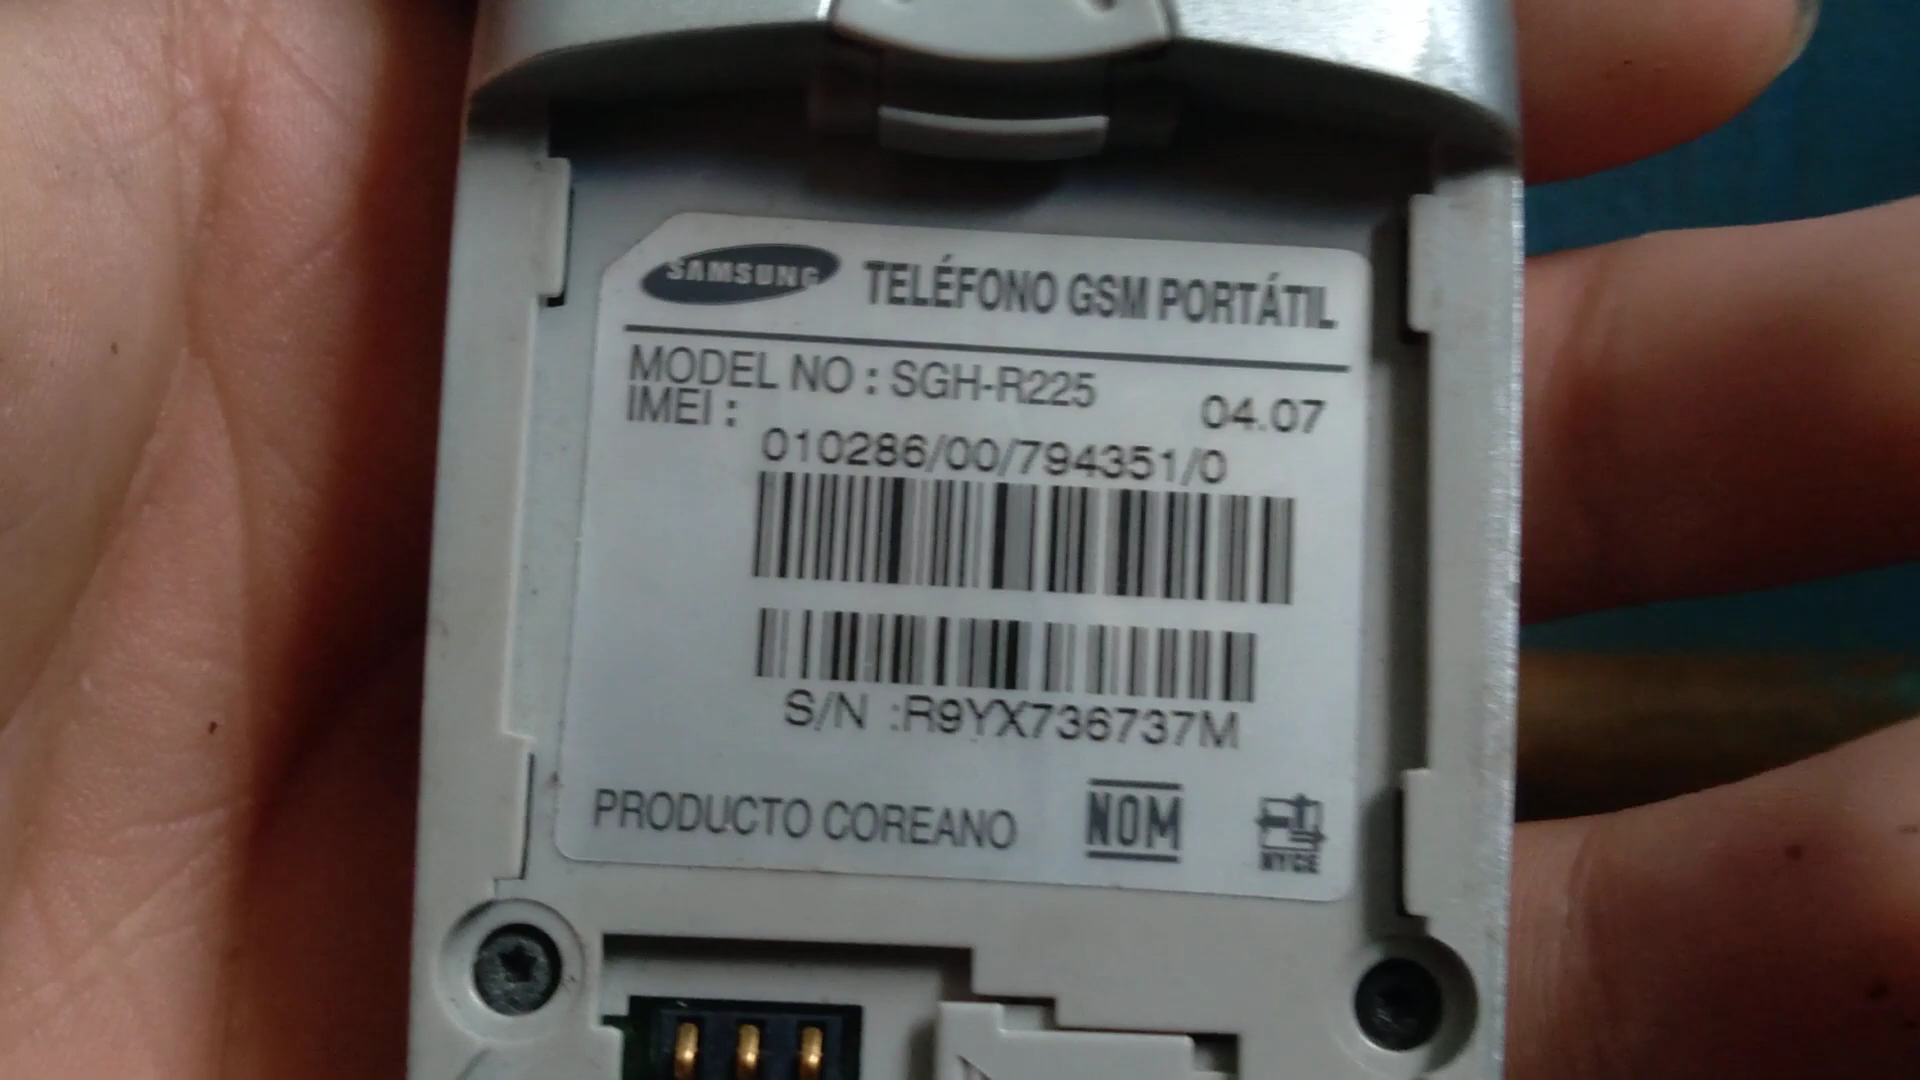 SAMSUNG TELÉFONO GSM PORTÁTIL
MODEL NO : SGH-R225
IMEI : 04.07
010286/00/794351/0
S/N :R9YX736737M
PRODUCTO COREANO NOM NYCE